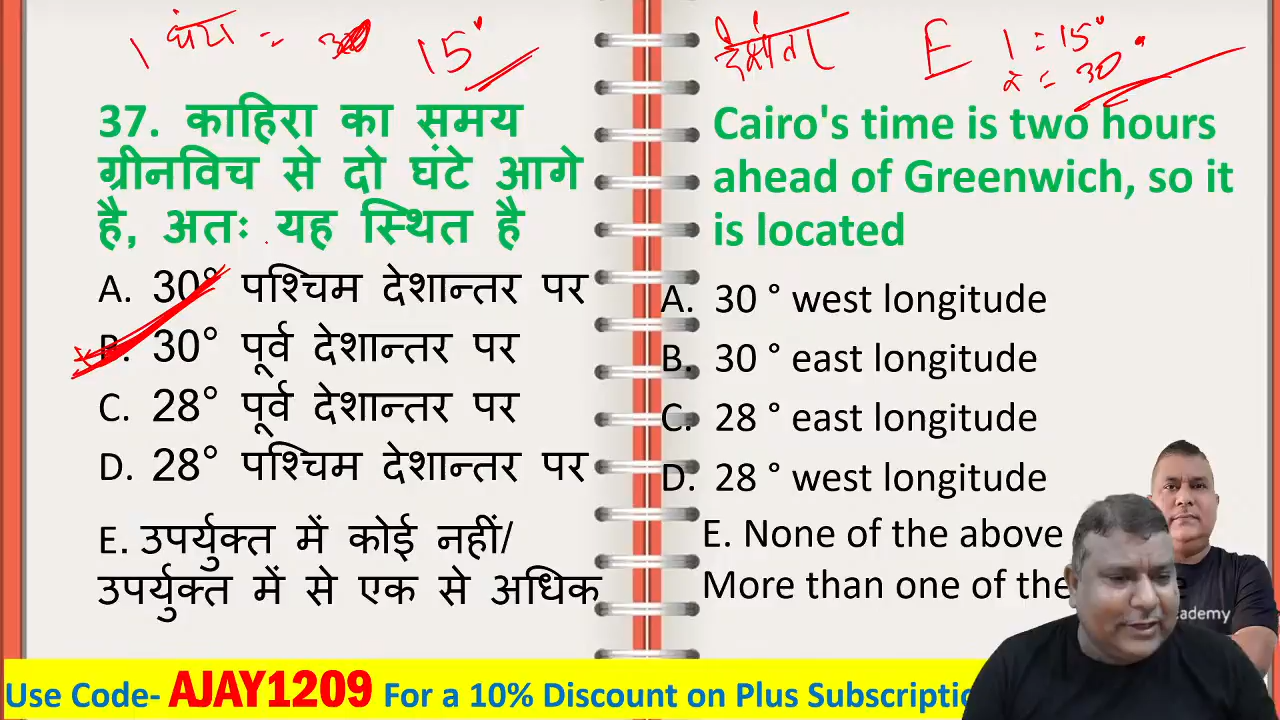 1 घंटा = 30 15°
देशांतर E 1 = 15°
2 = 30°
37. काहिरा का समय
ग्रीनविच से दो घंटे आगे
है, अतः यह स्थित है
A. 30° पश्चिम देशान्तर पर
B. 30° पूर्व देशान्तर पर
C. 28° पूर्व देशान्तर पर
D. 28° पश्चिम देशान्तर पर
E. उपर्युक्त में कोई नहीं/
उपर्युक्त में से एक से अधिक
Cairo's time is two hours
ahead of Greenwich, so it
is located
A. 30 ° west longitude
B. 30 ° east longitude
C. 28 ° east longitude
D. 28 ° west longitude
E. None of the above
More than one of the
cademy
Use Code- AJAY1209 For a 10% Discount on Plus Subscriptio